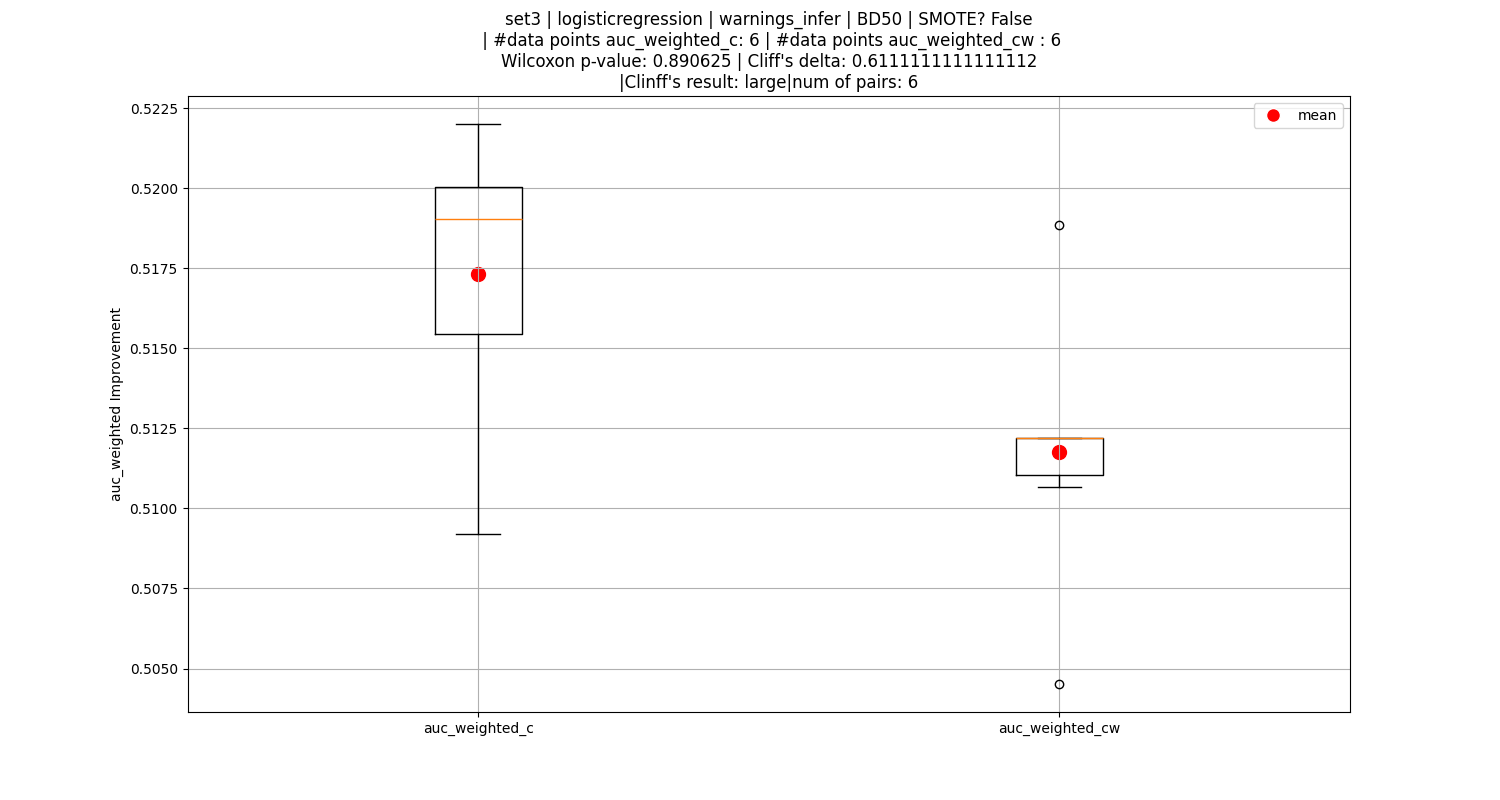 set3 | logisticregression | warnings_infer | BD50 | SMOTE? False
| #data points auc_weighted_c: 6 | #data points auc_weighted_cw : 6
Wilcoxon p-value: 0.890625 | Cliff's delta: 0.6111111111111112
|Clinff's result: large|num of pairs: 6
mean
auc_weighted Improvement
0.5225
0.5200
0.5175
0.5150
0.5125
0.5100
0.5075
0.5050
auc_weighted_c
auc_weighted_cw